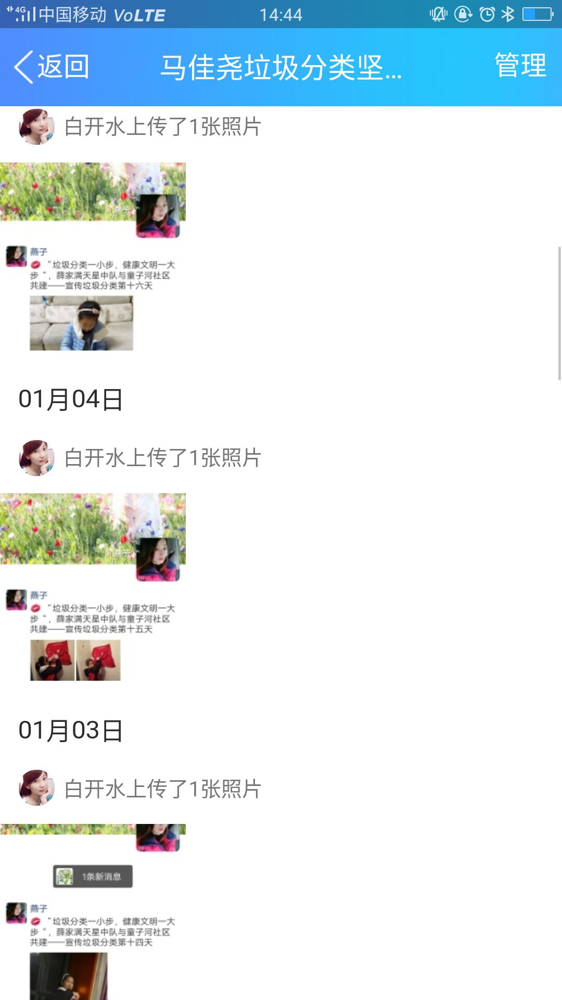 4G 中国移动 VoLTE 14:44
返回 马佳尧垃圾分类坚... 管理
白开水上传了1张照片
燕子
“垃圾分类一小步，健康文明一大
步“，薛家满天星中队与童子河社区
共建——宣传垃圾分类第十六天
01月04日
白开水上传了1张照片
燕子
“垃圾分类一小步，健康文明一大
步“，薛家满天星中队与童子河社区
共建——宣传垃圾分类第十五天
01月03日
白开水上传了1张照片
1条新消息
燕子
“垃圾分类一小步，健康文明一大
步“，薛家满天星中队与童子河社区
共建——宣传垃圾分类第十四天